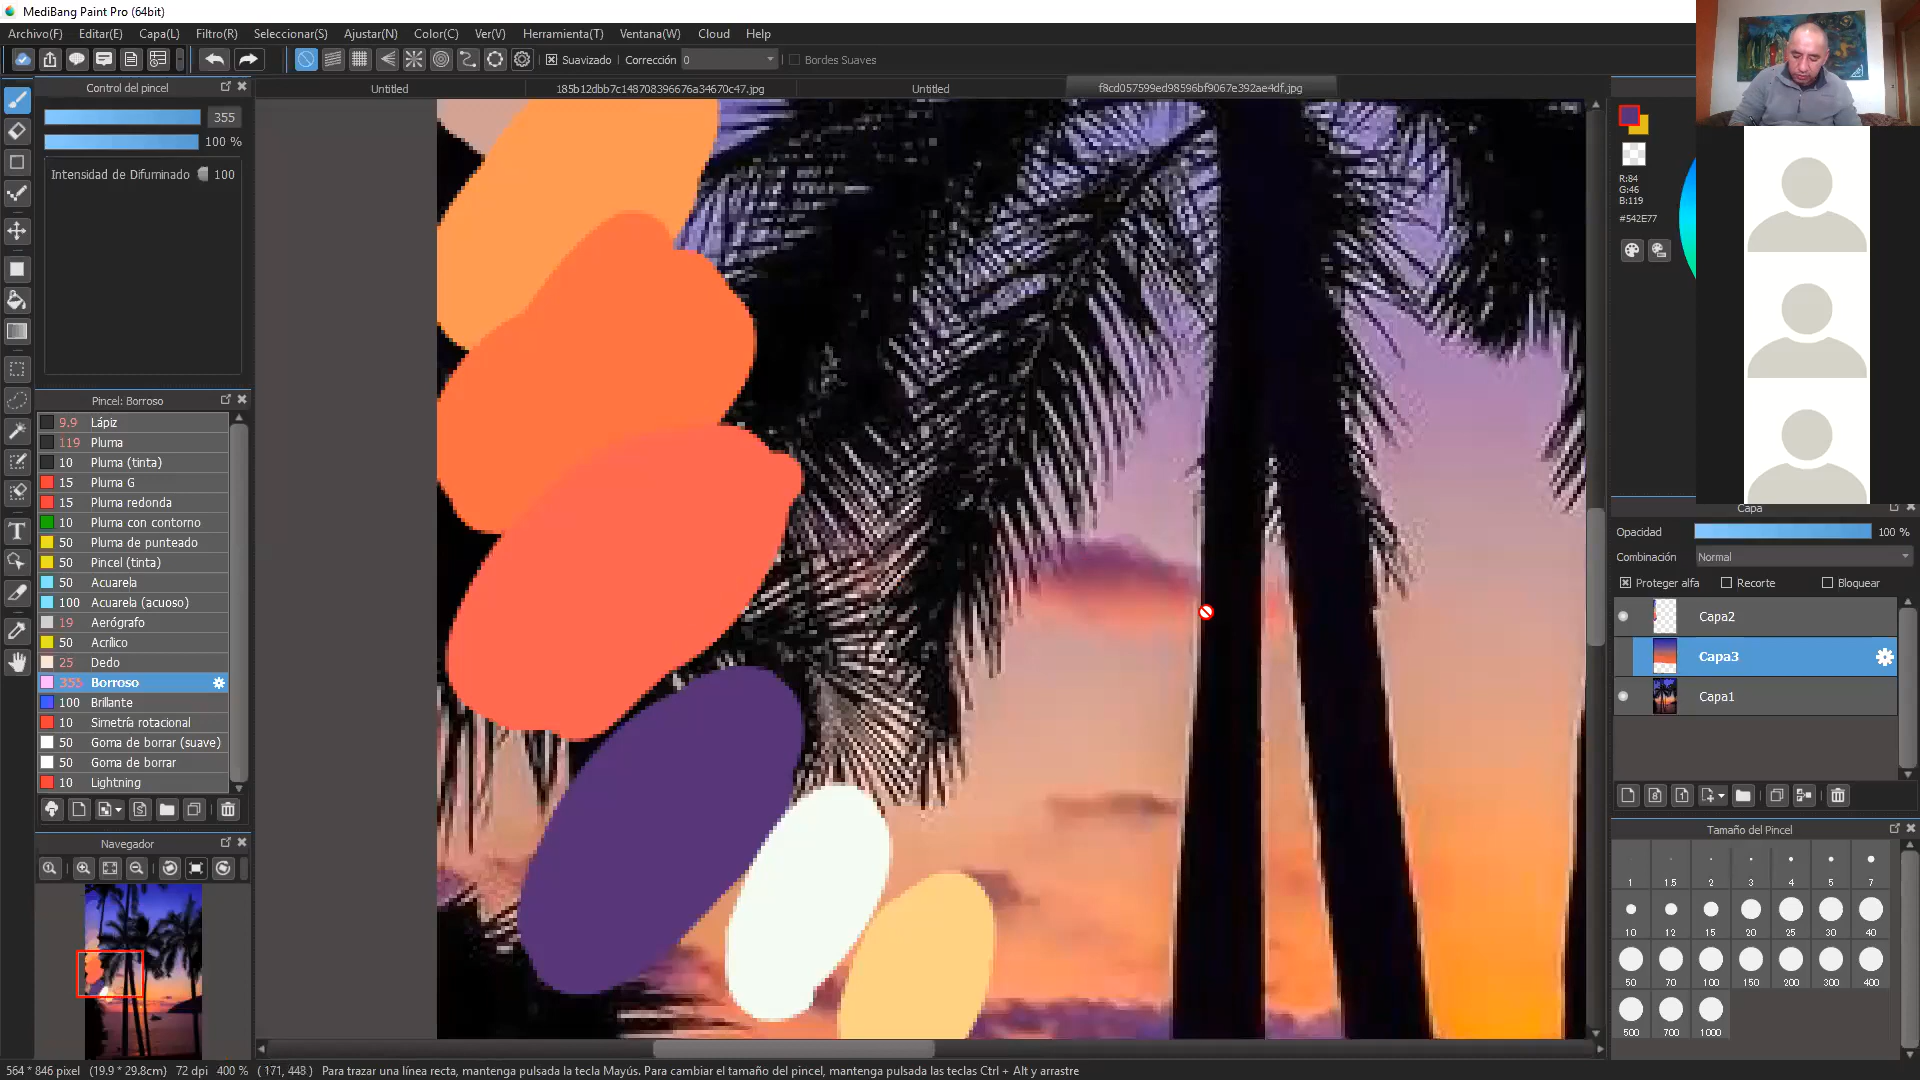 MediBang Paint Pro (64bit)
Archivo(F) Editar(E) Capa(L) Filtro(R) Seleccionar(S) Ajustar(N) Color(C) Ver(V) Herramienta(T) Ventana(W) Cloud Help
Suavizado Corrección 0 Bordes Suaves
Control del pincel
Untitled 185b12dbb7c148708396676a34670c47.jpg Untitled f8cd057599ed98596bf9067e392ae4df.jpg
355
100 %
Intensidad de Difuminado 100
R:84
G:46
B:119
#542E77
Pincel: Borroso
9.9 Lápiz
119 Pluma
10 Pluma (tinta)
15 Pluma G
15 Pluma redonda
10 Pluma con contorno
50 Pluma de punteado
50 Pincel (tinta)
50 Acuarela
100 Acuarela (acuoso)
19 Aerógrafo
50 Acrílico
25 Dedo
355 Borroso
100 Brillante
10 Simetría rotacional
50 Goma de borrar (suave)
50 Goma de borrar
10 Lightning
Navegador
Capa
Opacidad 100 %
Combinación Normal
Proteger alfa Recorte Bloquear
Capa2
Capa3
Capa1
Tamaño del Pincel
1 1.5 2 3 4 5 7
10 12 15 20 25 30 40
50 70 100 150 200 300 400
500 700 1000
564 * 846 pixel (19.9 * 29.8cm) 72 dpi 400 % ( 171, 448 ) Para trazar una línea recta, mantenga pulsada la tecla Mayús. Para cambiar el tamaño del pincel, mantenga pulsada las teclas Ctrl + Alt y arrastre